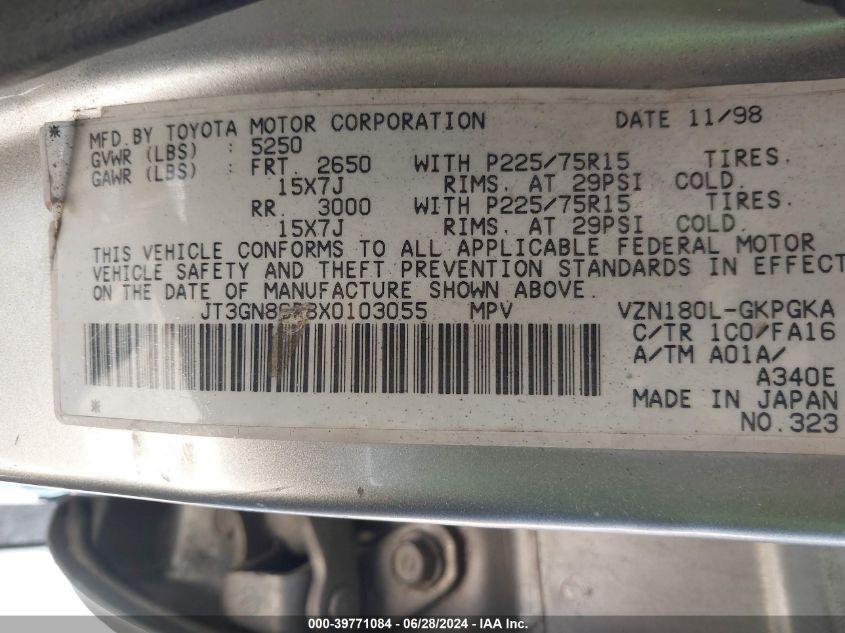 MFD.BY TOYOTA MOTOR CORPORATION DATE 11/98
GVWR (LBS) : 5250
GAWR (LBS) : FRT. 2650 WITH P225/75R15 TIRES.
15X7J RIMS. AT 29PSI COLD.
RR. 3000 WITH P225/75R15 TIRES.
15X7J RIMS. AT 29PSI COLD.
THIS VEHICLE CONFORMS TO ALL APPLICABLE FEDERAL MOTOR
VEHICLE SAFETY AND THEFT PREVENTION STANDARDS IN EFFECT
ON THE DATE OF MANUFACTURE SHOWN ABOVE.
MPV VZN180L-GKPGKA
C/TR 1C0/FA16
A/TM A01A/
A340E
MADE IN JAPAN
NO.323
000-39771084 - 06/28/2024 - IAA Inc.